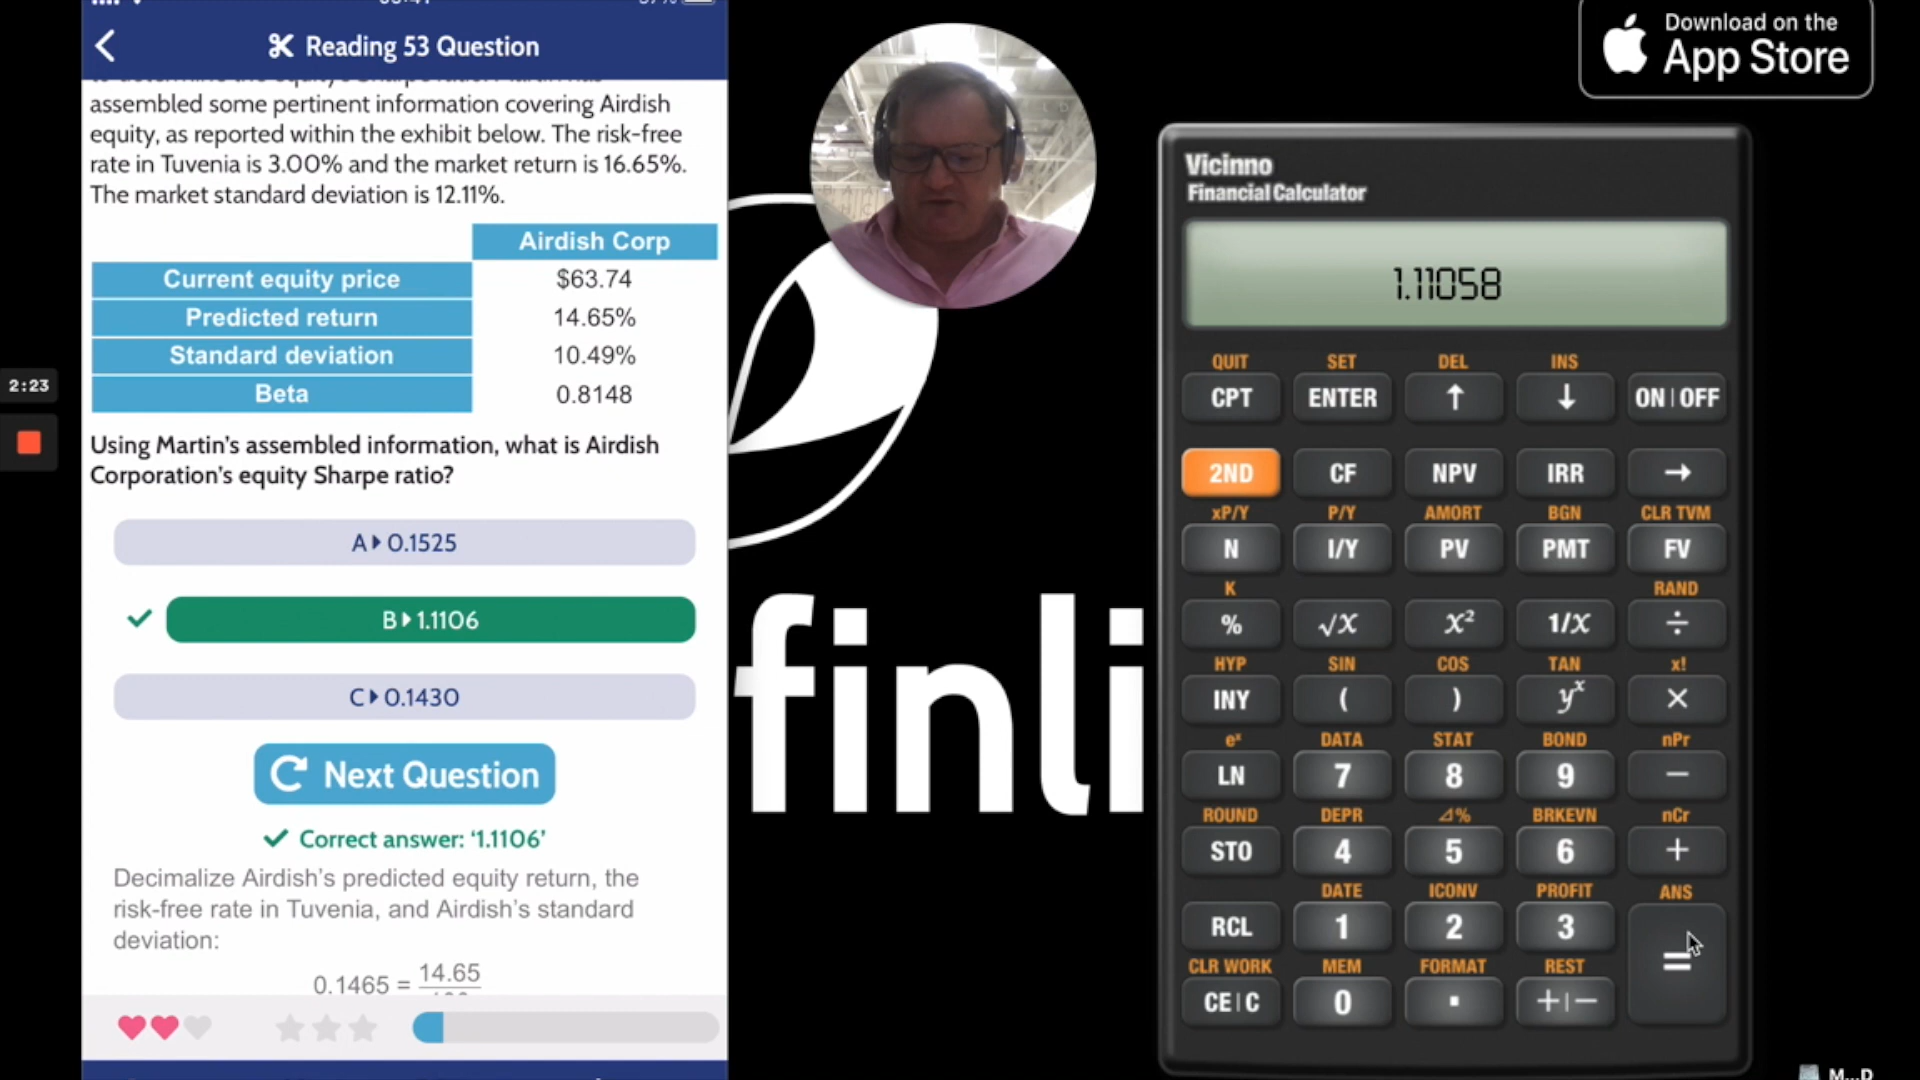 Reading 53 Question
assembled some pertinent information covering Airdish
equity, as reported within the exhibit below. The risk-free
rate in Tuvenia is 3.00% and the market return is 16.65%.
The market standard deviation is 12.11%.
Airdish Corp
Current equity price $63.74
Predicted return 14.65%
Standard deviation 10.49%
Beta 0.8148
Using Martin's assembled information, what is Airdish
Corporation's equity Sharpe ratio?
A 0.1525
B 1.1106
C 0.1430
Next Question
Correct answer: '1.1106'
Decimalize Airdish's predicted equity return, the
risk-free rate in Tuvenia, and Airdish's standard
deviation:
0.1465 = 14.65
2:23
finli
Download on the
App Store
Vicinno
Financial Calculator
1.11058
QUIT SET DEL INS
CPT ENTER ↑ ↓ ON|OFF
2ND CF NPV IRR →
xP/Y P/Y AMORT BGN CLR TVM
N I/Y PV PMT FV
K RAND
% √x x² 1/x ÷
HYP SIN COS TAN x!
INY ( ) yˣ ×
eˣ DATA STAT BOND nPr
LN 7 8 9 −
ROUND DEPR ⊿% BRKEVN nCr
STO 4 5 6 +
DATE ICONV PROFIT ANS
RCL 1 2 3 =
CLR WORK MEM FORMAT REST
CE|C 0 . +|−